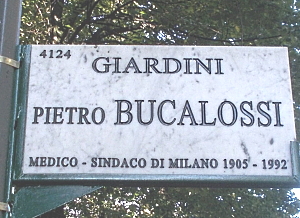 4124
GIARDINI
PIETRO BUCALOSSI
MEDICO - SINDACO DI MILANO 1905 - 1992